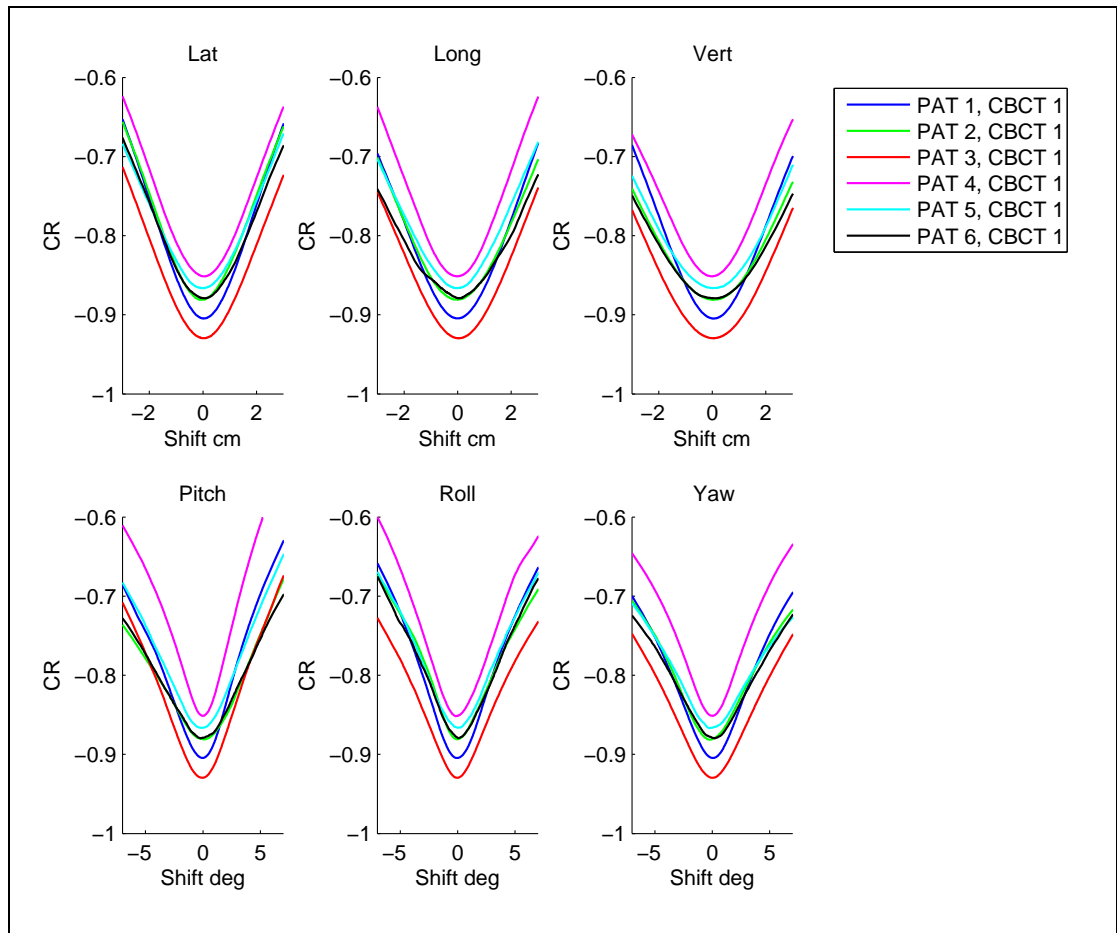 Lat
Long
Vert
−0.6
−0.7
−0.8
−0.9
−1
CR
−2
0
2
Shift cm
−0.6
−0.7
−0.8
−0.9
−1
CR
−2
0
2
Shift cm
−0.6
−0.7
−0.8
−0.9
−1
CR
−2
0
2
Shift cm
PAT 1, CBCT 1
PAT 2, CBCT 1
PAT 3, CBCT 1
PAT 4, CBCT 1
PAT 5, CBCT 1
PAT 6, CBCT 1
Pitch
Roll
Yaw
−0.6
−0.7
−0.8
−0.9
−1
CR
−5
0
5
Shift deg
−0.6
−0.7
−0.8
−0.9
−1
CR
−5
0
5
Shift deg
−0.6
−0.7
−0.8
−0.9
−1
CR
−5
0
5
Shift deg